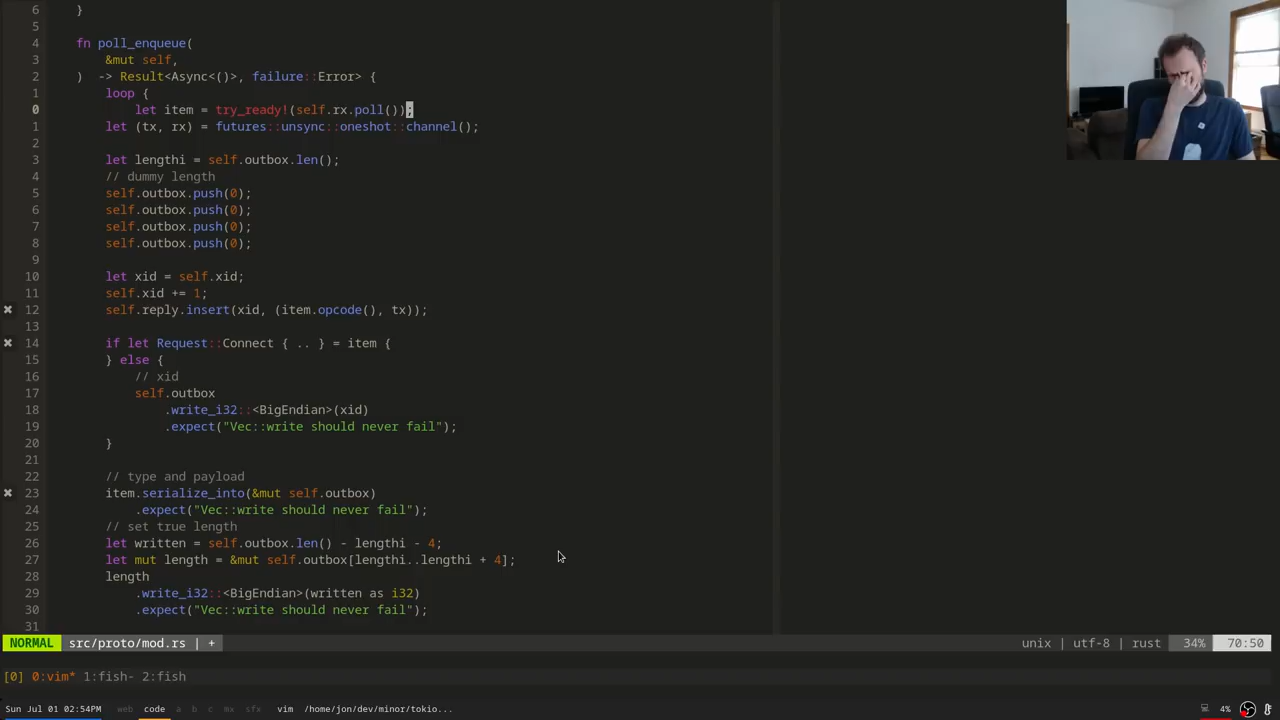 6 }
5
4 fn poll_enqueue(
3 &mut self,
2 ) -> Result<Async<()>, failure::Error> {
1 loop {
0 let item = try_ready!(self.rx.poll());
1 let (tx, rx) = futures::unsync::oneshot::channel();
2
3 let lengthi = self.outbox.len();
4 // dummy length
5 self.outbox.push(0);
6 self.outbox.push(0);
7 self.outbox.push(0);
8 self.outbox.push(0);
9
10 let xid = self.xid;
11 self.xid += 1;
✖ 12 self.reply.insert(xid, (item.opcode(), tx));
13
✖ 14 if let Request::Connect { .. } = item {
15 } else {
16 // xid
17 self.outbox
18 .write_i32::<BigEndian>(xid)
19 .expect("Vec::write should never fail");
20 }
21
22 // type and payload
✖ 23 item.serialize_into(&mut self.outbox)
24 .expect("Vec::write should never fail");
25 // set true length
26 let written = self.outbox.len() - lengthi - 4;
27 let mut length = &mut self.outbox[lengthi..lengthi + 4];
28 length
29 .write_i32::<BigEndian>(written as i32)
30 .expect("Vec::write should never fail");
31
NORMAL src/proto/mod.rs | + unix | utf-8 | rust 34% 70:50
[0] 0:vim* 1:fish- 2:fish
Sun Jul 01 02:54PM web code a b c mx sfx vim /home/jon/dev/minor/tokio... 4%